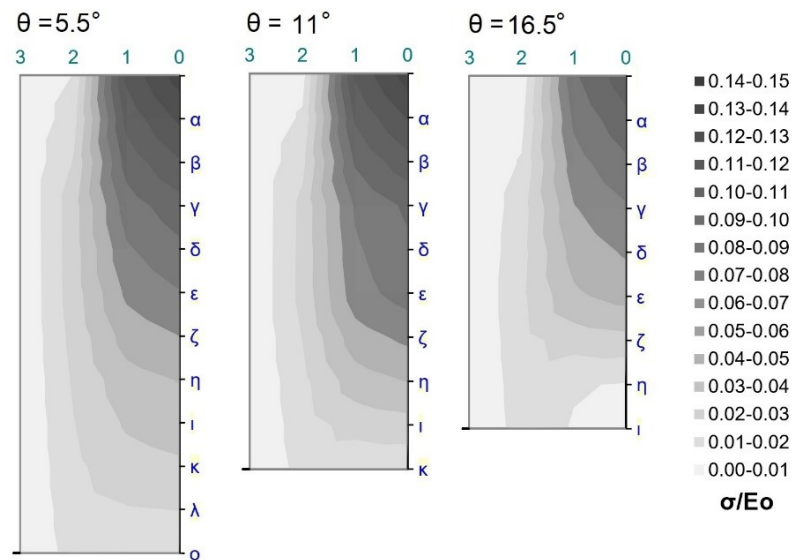 θ = 5.5°
3 2 1 0
α
β
γ
δ
ε
ζ
η
ι
κ
λ
ο
θ = 11°
3 2 1 0
α
β
γ
δ
ε
ζ
η
ι
κ
θ = 16.5°
3 2 1 0
α
β
γ
δ
ε
ζ
η
ι
0.14-0.15
0.13-0.14
0.12-0.13
0.11-0.12
0.10-0.11
0.09-0.10
0.08-0.09
0.07-0.08
0.06-0.07
0.05-0.06
0.04-0.05
0.03-0.04
0.02-0.03
0.01-0.02
0.00-0.01
σ/Eo